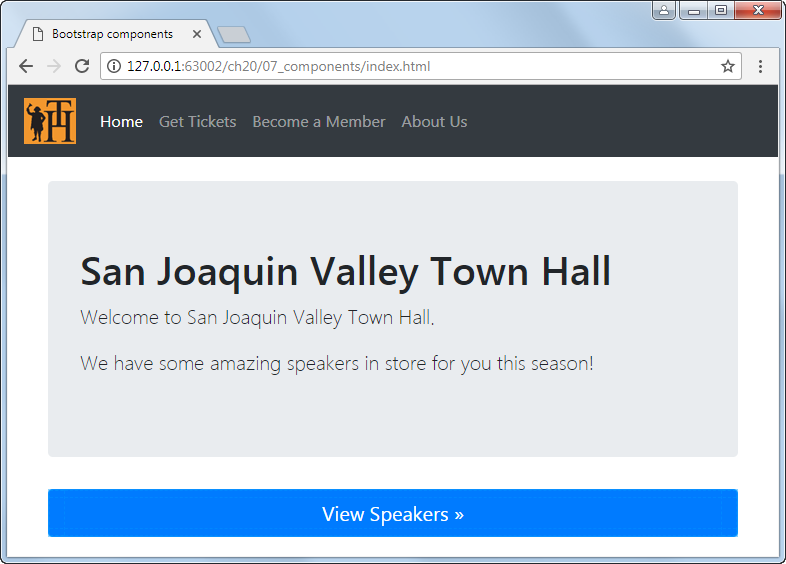 Bootstrap components
127.0.0.1:63002/ch20/07_components/index.html
TH Home Get Tickets Become a Member About Us
San Joaquin Valley Town Hall
Welcome to San Joaquin Valley Town Hall.
We have some amazing speakers in store for you this season!
View Speakers »